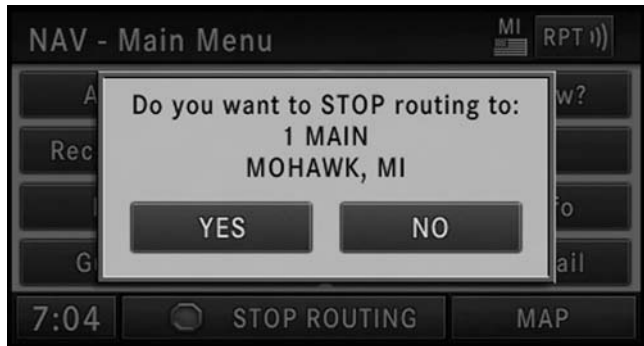 NAV - Main Menu
MI
RPT
Do you want to STOP routing to:
1 MAIN
MOHAWK, MI
YES
NO
7:04
STOP ROUTING
MAP